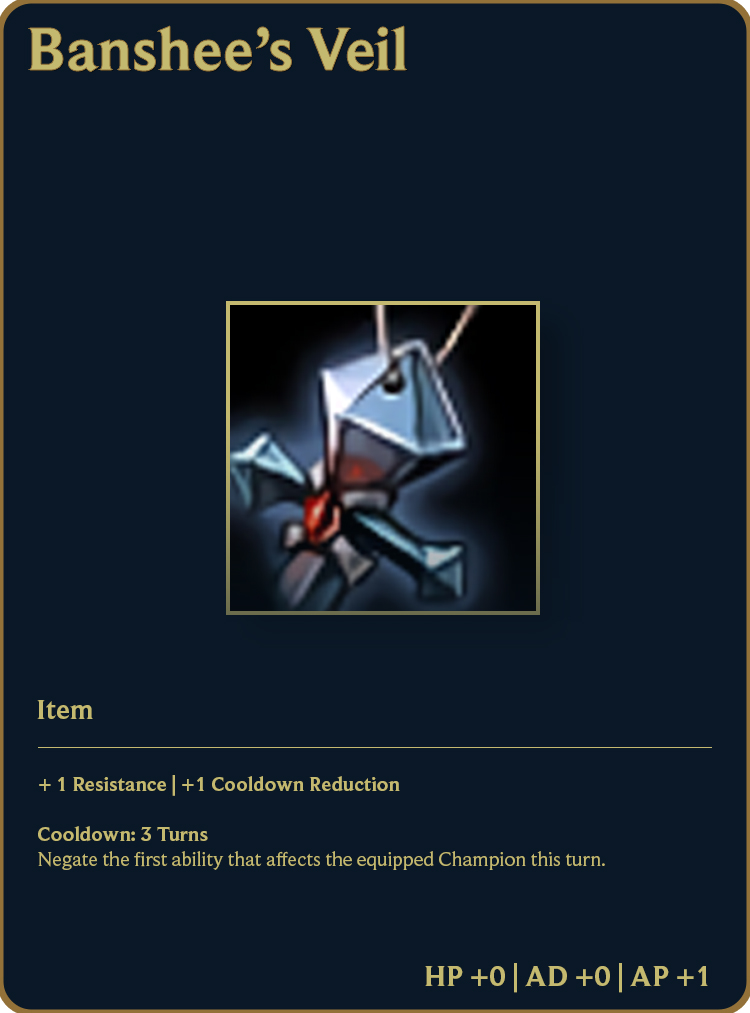 Banshee’s Veil
Item
+ 1 Resistance | +1 Cooldown Reduction
Cooldown: 3 Turns
Negate the first ability that affects the equipped Champion this turn.
HP +0 | AD +0 | AP +1